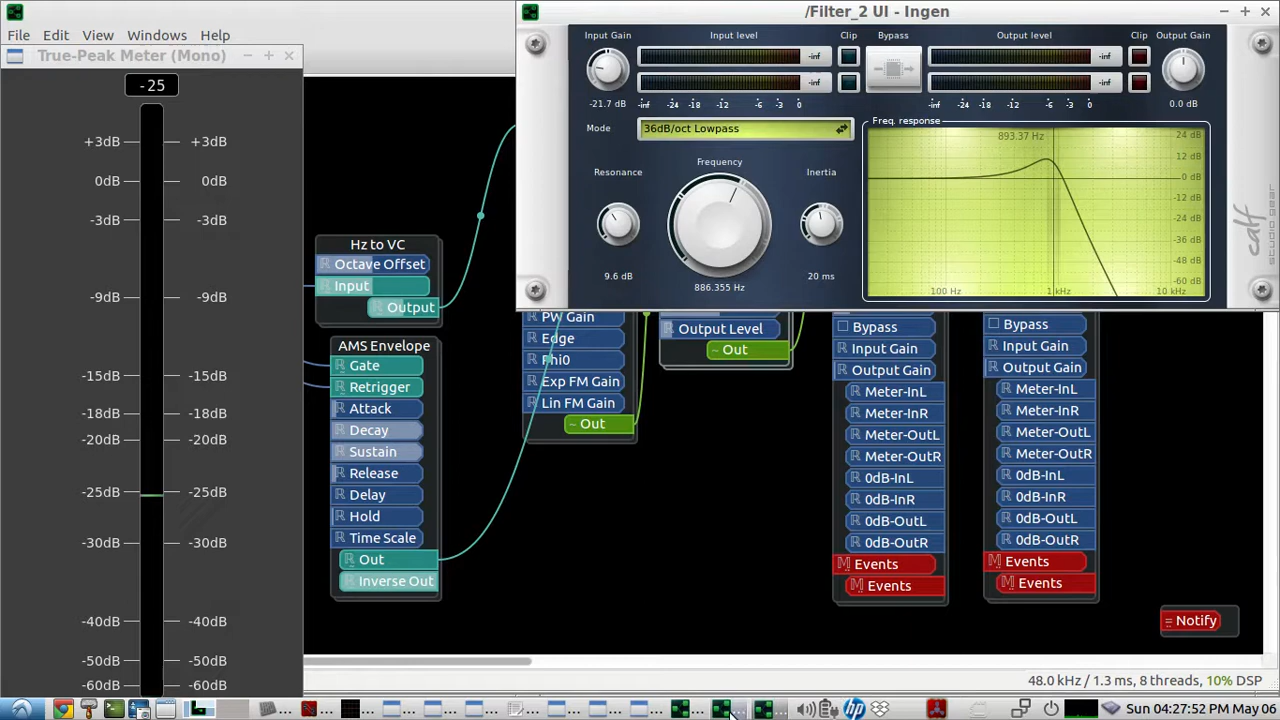 /Filter_2 UI - Ingen
File Edit View Windows Help
True-Peak Meter (Mono)
-25
+3dB +3dB
0dB 0dB
-3dB -3dB
-9dB -9dB
-15dB -15dB
-18dB -18dB
-20dB -20dB
-25dB -25dB
-30dB -30dB
-40dB -40dB
-50dB -50dB
-60dB -60dB
Input Gain
-21.7 dB
Input level
Clip
-inf
-inf
-inf -24 -18 -12 -6 -3 0
Bypass
Output level
Clip
-inf
-inf
-inf -24 -18 -12 -6 -3 0
Output Gain
0.0 dB
Mode
36dB/oct Lowpass
Resonance
9.6 dB
Frequency
886.355 Hz
Inertia
20 ms
Freq. response
893.37 Hz
24 dB
12 dB
0 dB
-12 dB
-24 dB
-36 dB
-48 dB
-60 dB
100 Hz 1 kHz 10 kHz
calf
studio gear
Hz to VC
Octave Offset
Input
Output
AMS Envelope
Gate
Retrigger
Attack
Decay
Sustain
Release
Delay
Hold
Time Scale
Out
Inverse Out
PW Gain
Edge
Phi0
Exp FM Gain
Lin FM Gain
~ Out
Output Level
~ Out
Bypass
Input Gain
Output Gain
Meter-InL
Meter-InR
Meter-OutL
Meter-OutR
0dB-InL
0dB-InR
0dB-OutL
0dB-OutR
Events
Events
Bypass
Input Gain
Output Gain
Meter-InL
Meter-InR
Meter-OutL
Meter-OutR
0dB-InL
0dB-InR
0dB-OutL
0dB-OutR
Events
Events
Notify
48.0 kHz / 1.3 ms, 8 threads, 10% DSP
hp
Sun 04:27:52 PM May 06